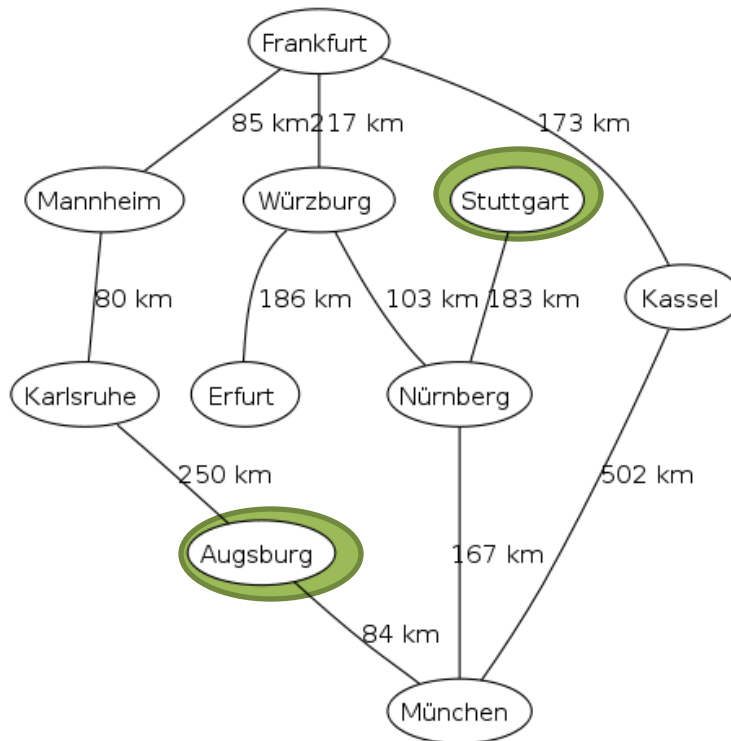 Frankfurt
85 km
217 km
173 km
Mannheim
Würzburg
Stuttgart
80 km
186 km
103 km
183 km
Kassel
Karlsruhe
Erfurt
Nürnberg
250 km
502 km
Augsburg
167 km
84 km
München